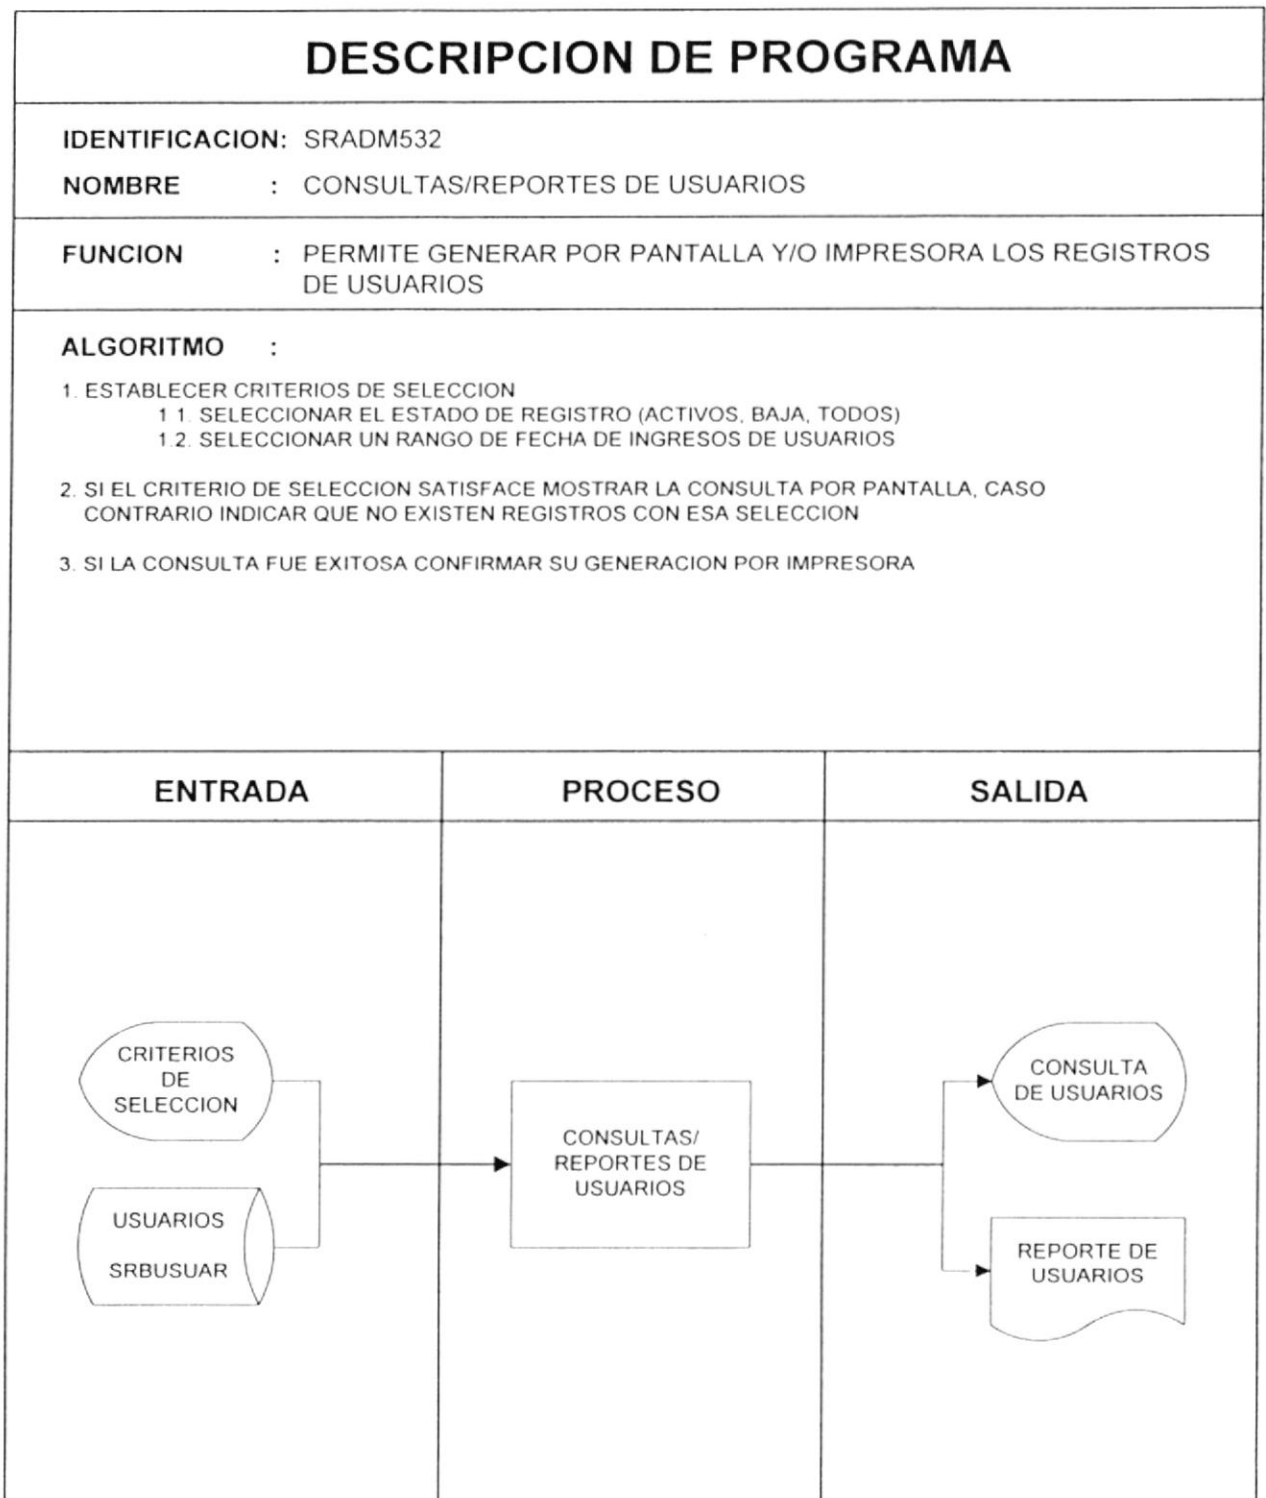 DESCRIPCION DE PROGRAMA
IDENTIFICACION: SRADM532
NOMBRE : CONSULTAS/REPORTES DE USUARIOS
FUNCION : PERMITE GENERAR POR PANTALLA Y/O IMPRESORA LOS REGISTROS
DE USUARIOS
ALGORITMO :
1. ESTABLECER CRITERIOS DE SELECCION
1 1. SELECCIONAR EL ESTADO DE REGISTRO (ACTIVOS, BAJA, TODOS)
1.2. SELECCIONAR UN RANGO DE FECHA DE INGRESOS DE USUARIOS
2. SI EL CRITERIO DE SELECCION SATISFACE MOSTRAR LA CONSULTA POR PANTALLA, CASO
CONTRARIO INDICAR QUE NO EXISTEN REGISTROS CON ESA SELECCION
3. SI LA CONSULTA FUE EXITOSA CONFIRMAR SU GENERACION POR IMPRESORA
ENTRADA
PROCESO
SALIDA
CRITERIOS
DE
SELECCION
USUARIOS
SRBUSUAR
CONSULTAS/
REPORTES DE
USUARIOS
CONSULTA
DE USUARIOS
REPORTE DE
USUARIOS